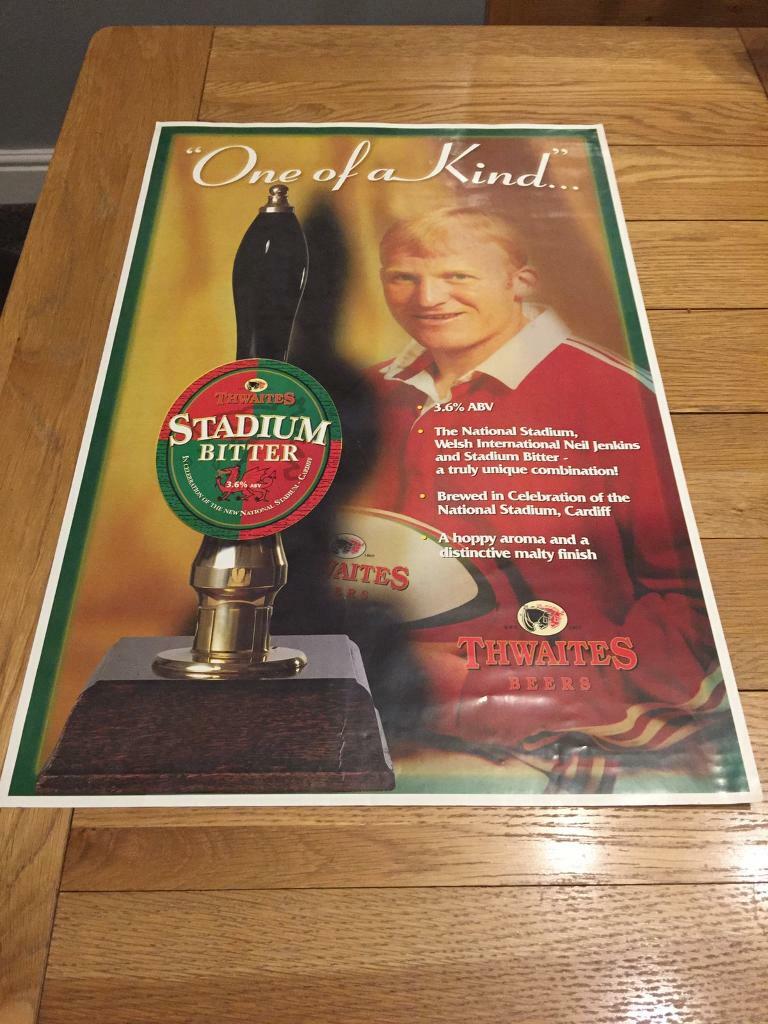 "One of a Kind"...
THWAITES
STADIUM
BITTER
3.6% ABV
IN CELEBRATION OF THE NEW NATIONAL STADIUM - CARDIFF
• 3.6% ABV
• The National Stadium,
Welsh International Neil Jenkins
and Stadium Bitter -
a truly unique combination!
• Brewed in Celebration of the
National Stadium, Cardiff
• A hoppy aroma and a
distinctive malty finish
WAITES
ERS
THWAITES
BEERS